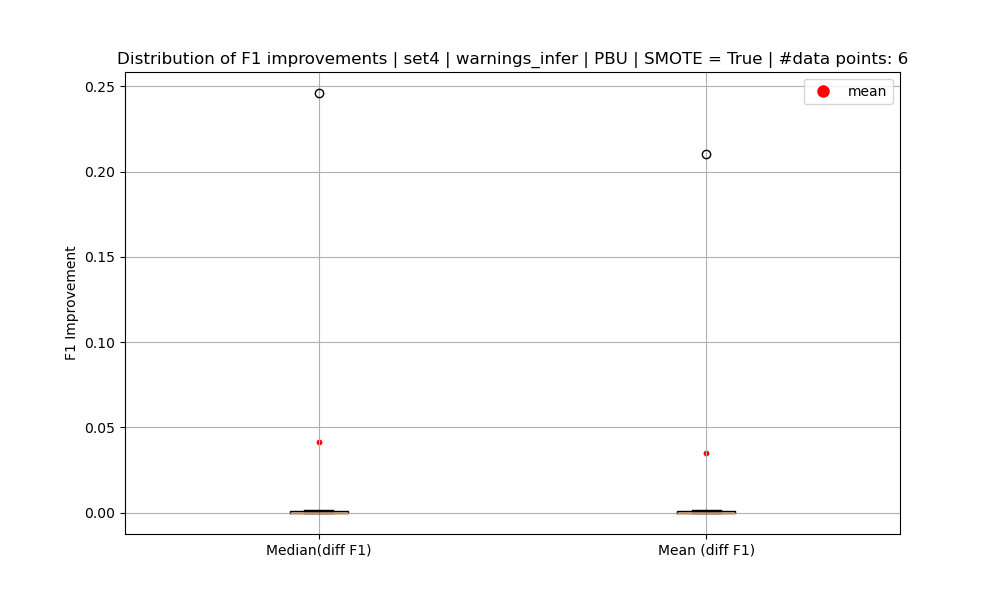 Distribution of F1 improvements | set4 | warnings_infer | PBU | SMOTE = True | #data points: 6
mean
0.25
0.20
0.15
0.10
0.05
0.00
F1 Improvement
Median(diff F1)
Mean (diff F1)